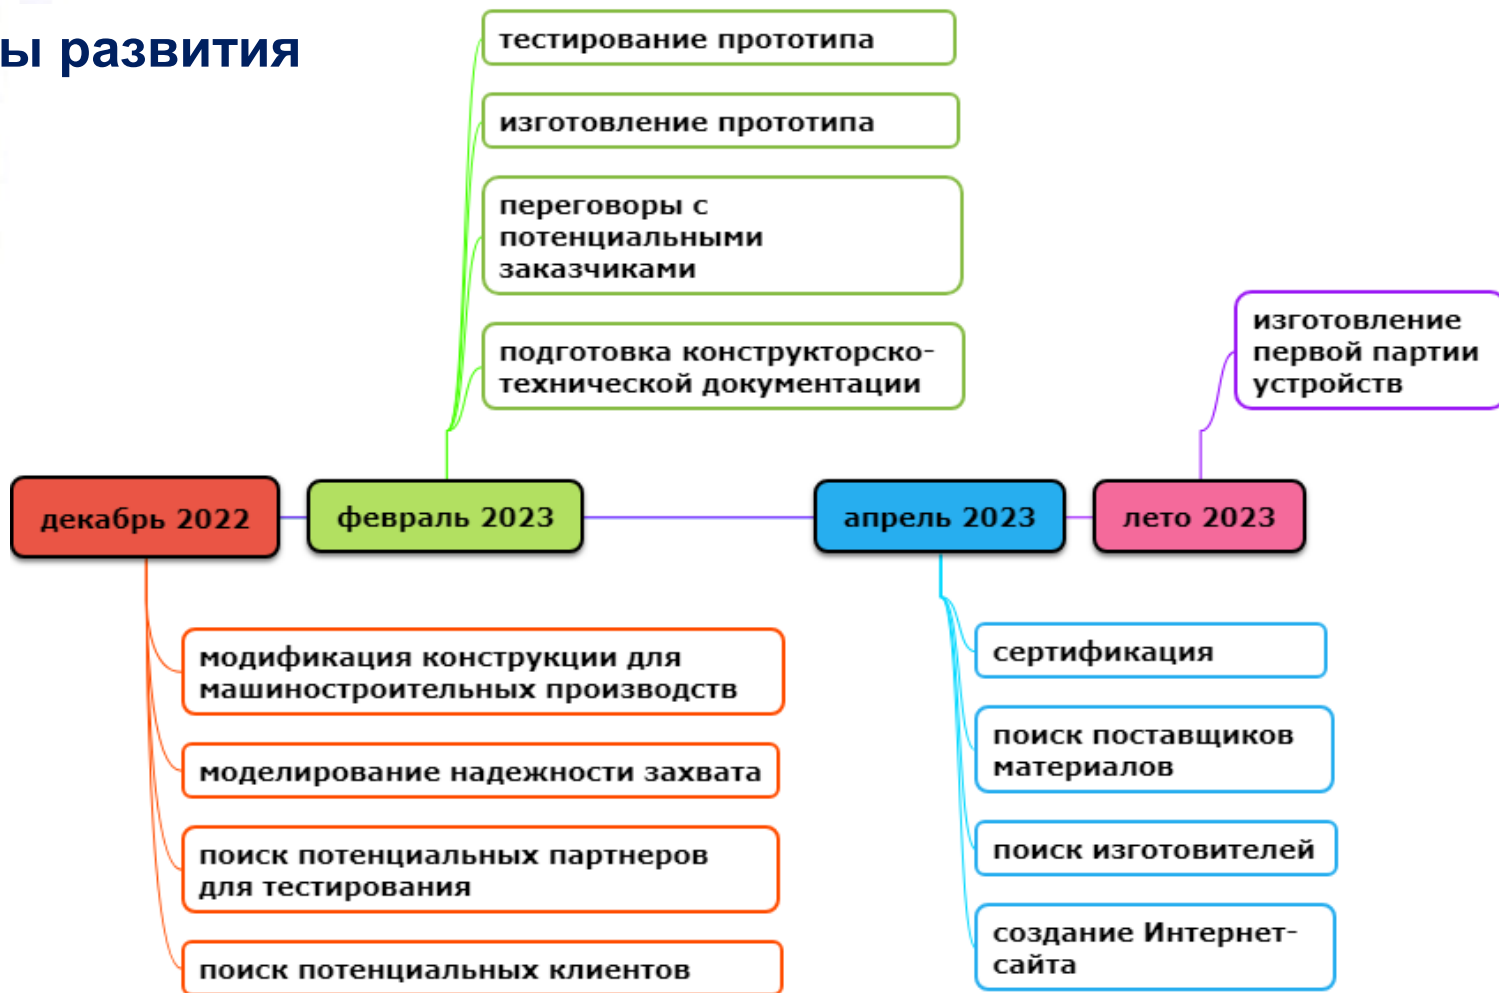 ы развития
тестирование прототипа
изготовление прототипа
переговоры с
потенциальными
заказчиками
подготовка конструкторско-
технической документации
изготовление
первой партии
устройств
декабрь 2022
февраль 2023
апрель 2023
лето 2023
модификация конструкции для
машиностроительных производств
моделирование надежности захвата
поиск потенциальных партнеров
для тестирования
поиск потенциальных клиентов
сертификация
поиск поставщиков
материалов
поиск изготовителей
создание Интернет-
сайта